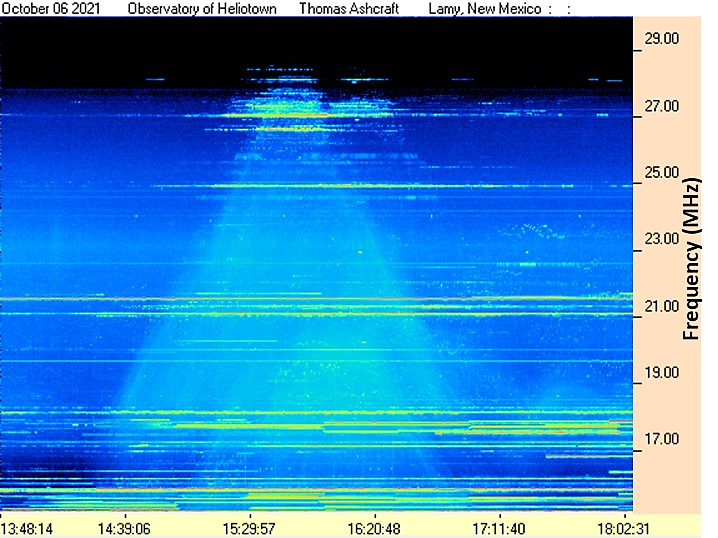 October 06 2021 Observatory of Heliotown Thomas Ashcraft Lamy, New Mexico : :
29.00
27.00
25.00
23.00
21.00
19.00
17.00
Frequency (MHz)
13:48:14 14:39:06 15:29:57 16:20:48 17:11:40 18:02:31